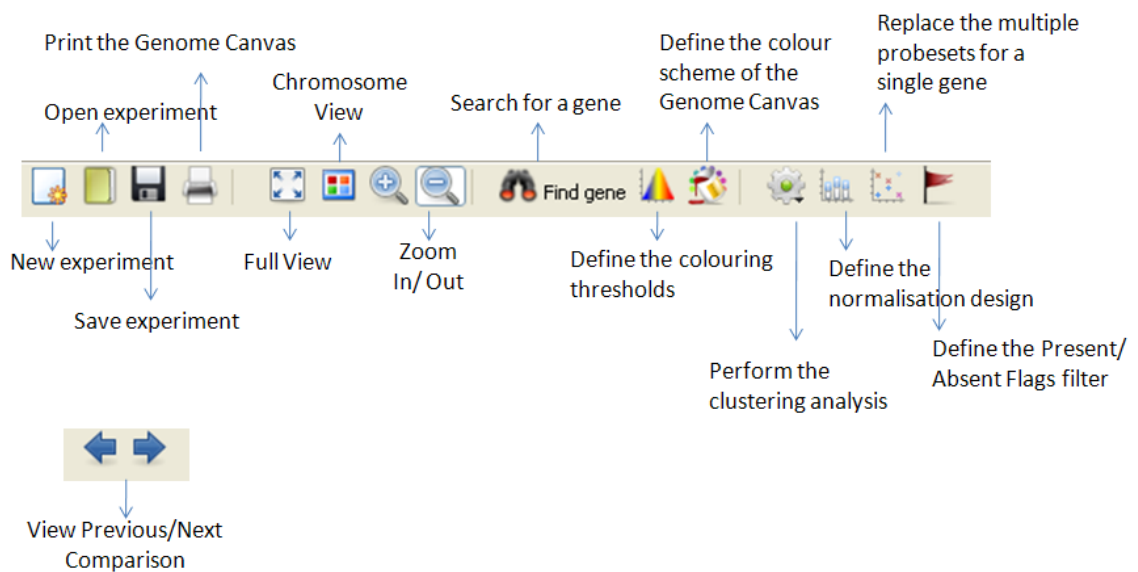 Print the Genome Canvas
Open experiment
Chromosome
View
Search for a gene
Define the colour
scheme of the
Genome Canvas
Replace the multiple
probesets for a
single gene
Find gene
New experiment
Save experiment
Full View
Zoom
In/ Out
Define the colouring
thresholds
Perform the
clustering analysis
Define the
normalisation design
Define the Present/
Absent Flags filter
View Previous/Next
Comparison